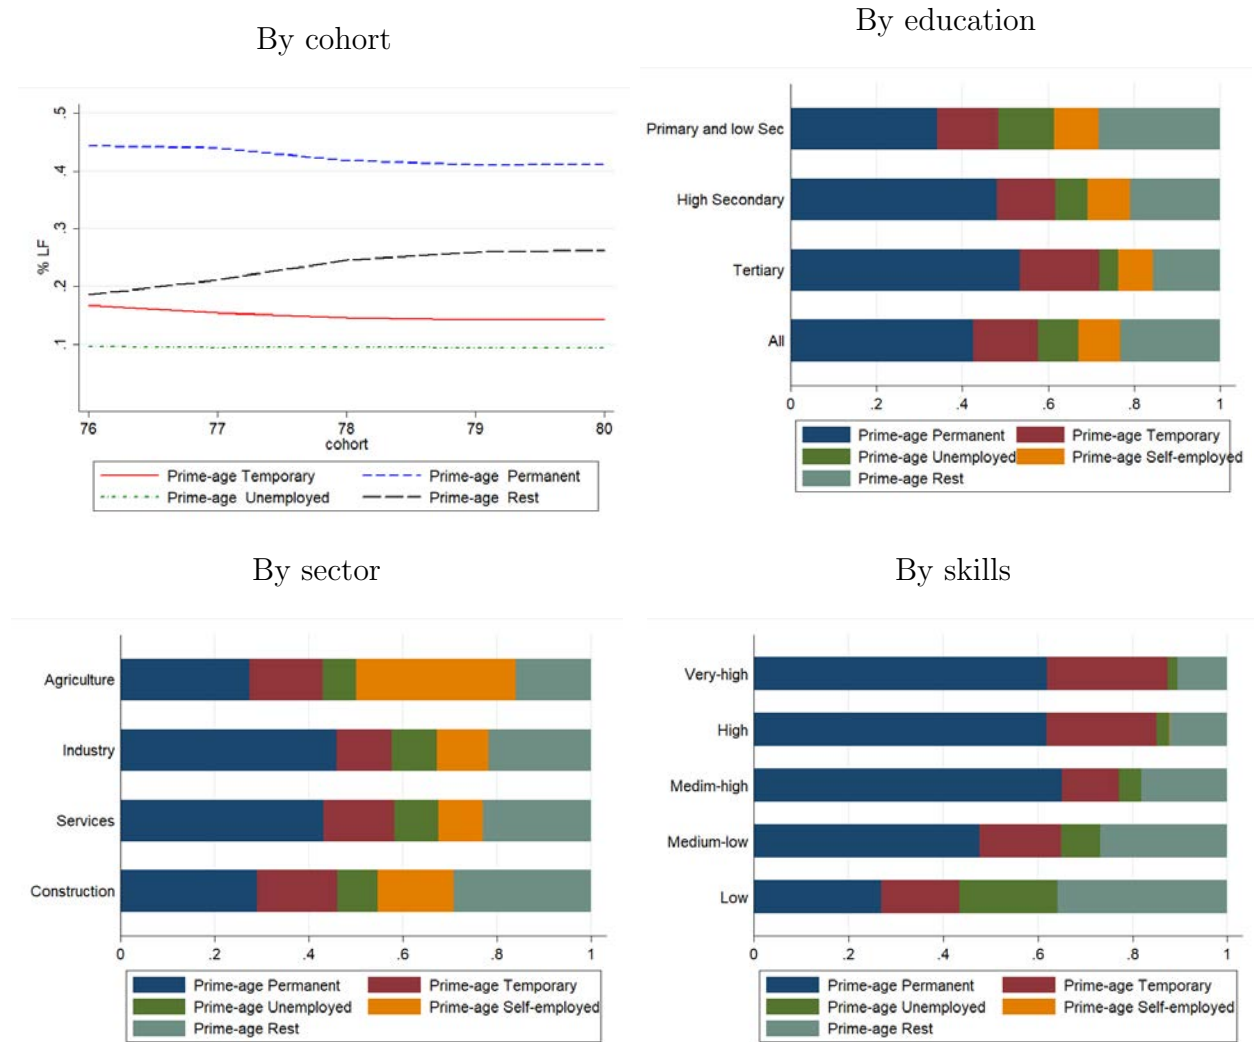 By cohort
% LF
.5
.4
.3
.2
.1
76 77 78 79 80
cohort
Prime-age Temporary Prime-age Permanent
Prime-age Unemployed Prime-age Rest
By education
Primary and low Sec
High Secondary
Tertiary
All
0 .2 .4 .6 .8 1
Prime-age Permanent Prime-age Temporary
Prime-age Unemployed Prime-age Self-employed
Prime-age Rest
By sector
Agriculture
Industry
Services
Construction
0 .2 .4 .6 .8 1
Prime-age Permanent Prime-age Temporary
Prime-age Unemployed Prime-age Self-employed
Prime-age Rest
By skills
Very-high
High
Medim-high
Medium-low
Low
0 .2 .4 .6 .8 1
Prime-age Permanent Prime-age Temporary
Prime-age Unemployed Prime-age Self-employed
Prime-age Rest